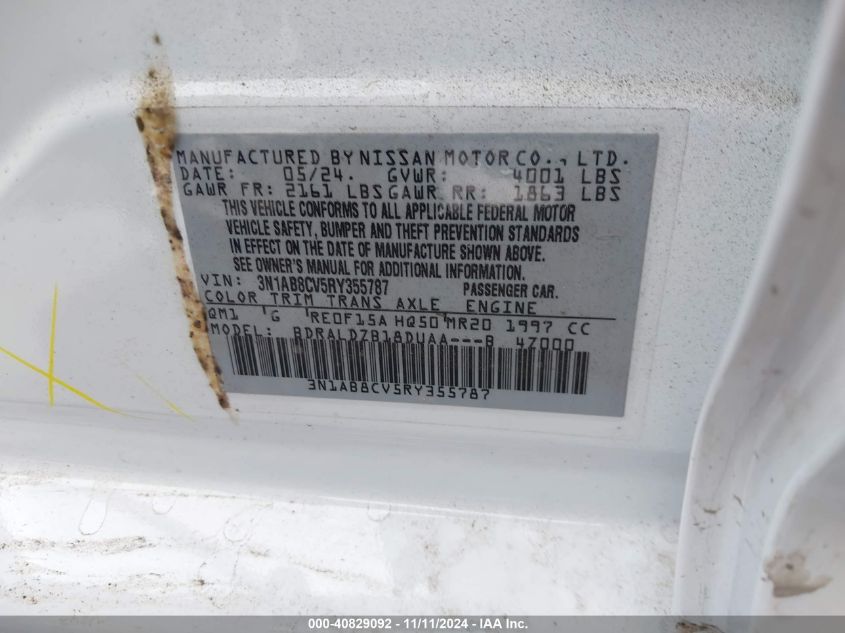 MANUFACTURED BY NISSAN MOTOR CO., LTD.
DATE: 05/24. GVWR: 4001 LBS
GAWR FR: 2161 LBS GAWR RR: 1863 LBS
THIS VEHICLE CONFORMS TO ALL APPLICABLE FEDERAL MOTOR
VEHICLE SAFETY, BUMPER AND THEFT PREVENTION STANDARDS
IN EFFECT ON THE DATE OF MANUFACTURE SHOWN ABOVE.
SEE OWNER'S MANUAL FOR ADDITIONAL INFORMATION.
VIN: 3N1AB8CV5RY355787 PASSENGER CAR.
COLOR TRIM TRANS AXLE ENGINE
QM1 'G 'RE0F15A HQ50'MR20 1997 CC
MODEL: BDRALDZB18DUAA---B 47000
3N1AB8CV5RY355787
000-40829092 - 11/11/2024 - IAA Inc.